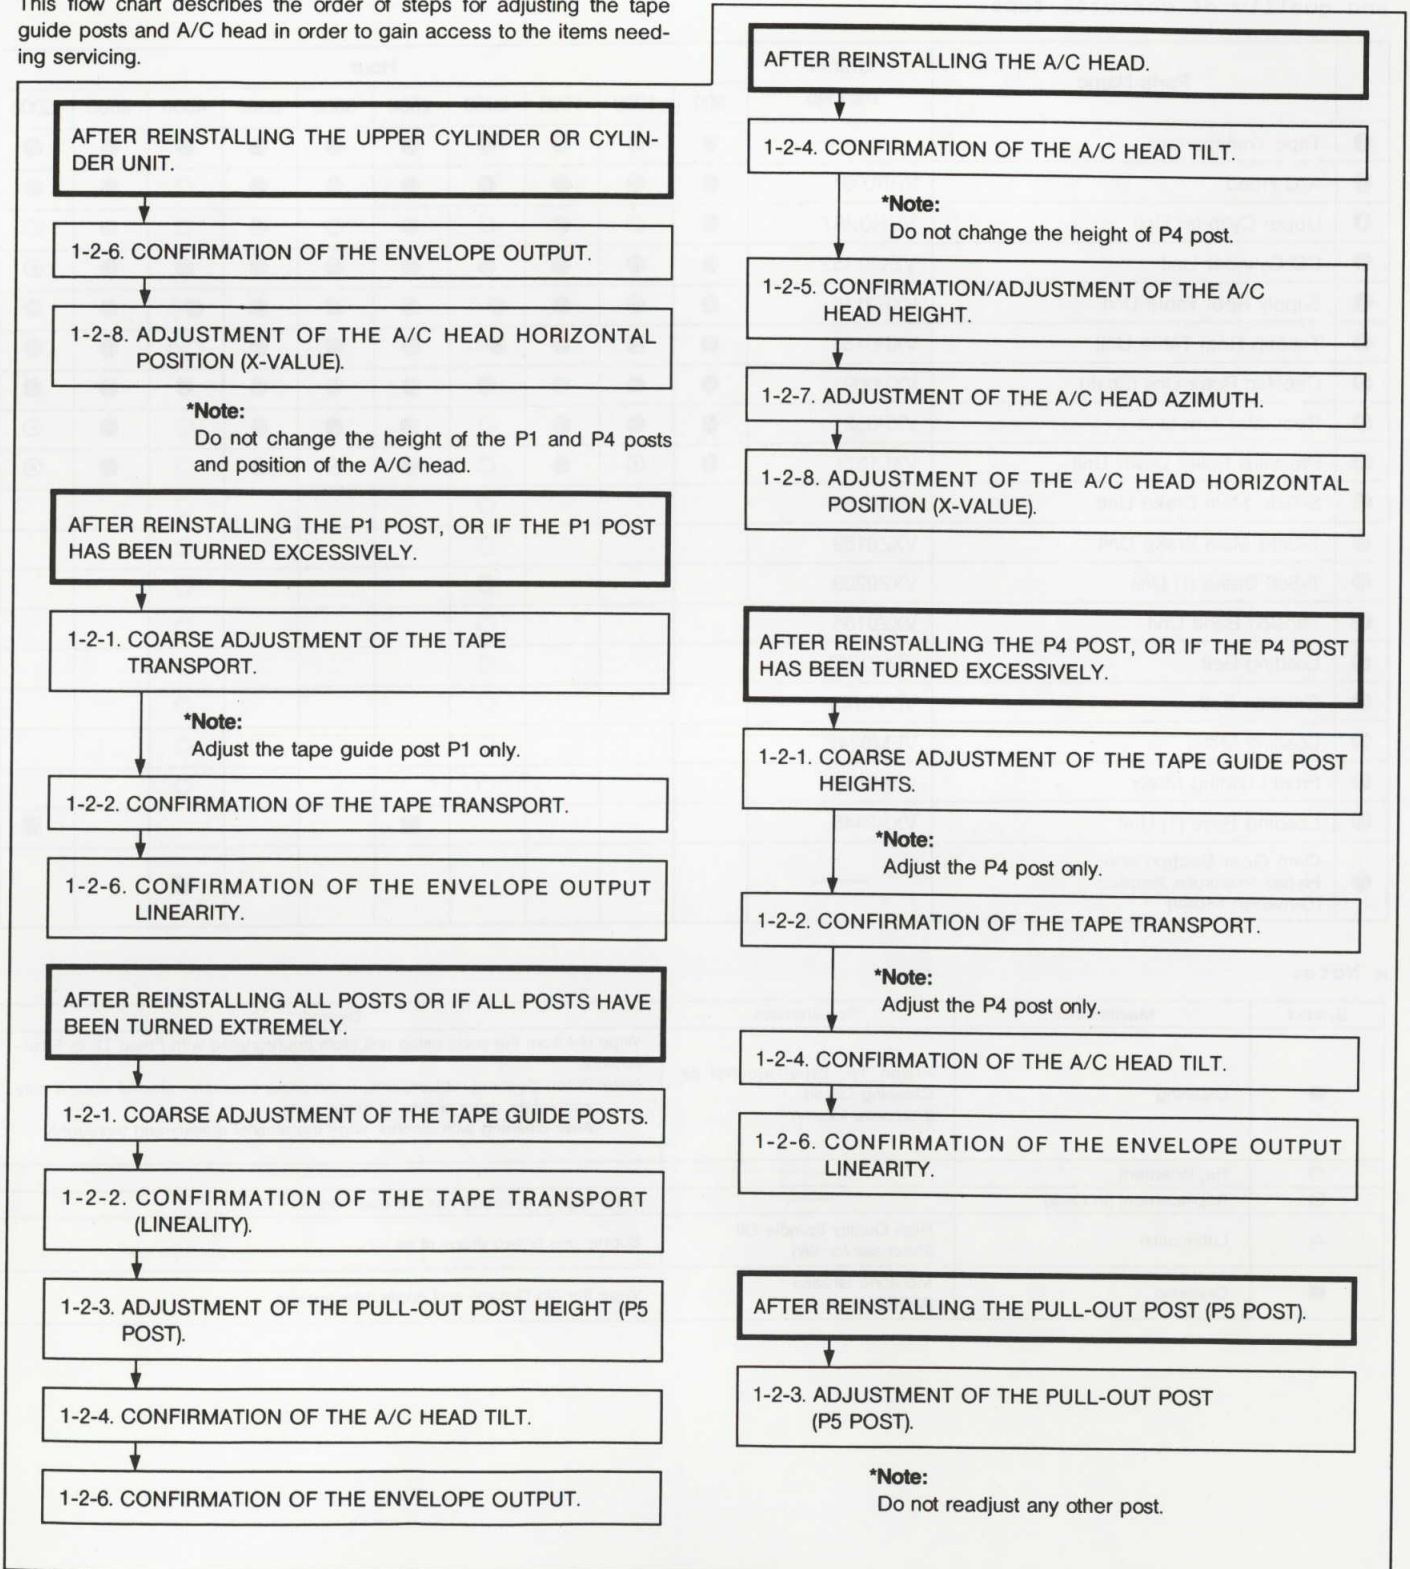 This flow chart describes the order of steps for adjusting the tape
guide posts and A/C head in order to gain access to the items need-
ing servicing.
AFTER REINSTALLING THE UPPER CYLINDER OR CYLIN-
DER UNIT.
1-2-6. CONFIRMATION OF THE ENVELOPE OUTPUT.
1-2-8. ADJUSTMENT OF THE A/C HEAD HORIZONTAL
POSITION (X-VALUE).
*Note:
Do not change the height of the P1 and P4 posts
and position of the A/C head.
AFTER REINSTALLING THE P1 POST, OR IF THE P1 POST
HAS BEEN TURNED EXCESSIVELY.
1-2-1. COARSE ADJUSTMENT OF THE TAPE
TRANSPORT.
*Note:
Adjust the tape guide post P1 only.
1-2-2. CONFIRMATION OF THE TAPE TRANSPORT.
1-2-6. CONFIRMATION OF THE ENVELOPE OUTPUT
LINEARITY.
AFTER REINSTALLING ALL POSTS OR IF ALL POSTS HAVE
BEEN TURNED EXTREMELY.
1-2-1. COARSE ADJUSTMENT OF THE TAPE GUIDE POSTS.
1-2-2. CONFIRMATION OF THE TAPE TRANSPORT
(LINEALITY).
1-2-3. ADJUSTMENT OF THE PULL-OUT POST HEIGHT (P5
POST).
1-2-4. CONFIRMATION OF THE A/C HEAD TILT.
1-2-6. CONFIRMATION OF THE ENVELOPE OUTPUT.
AFTER REINSTALLING THE A/C HEAD.
1-2-4. CONFIRMATION OF THE A/C HEAD TILT.
*Note:
Do not change the height of P4 post.
1-2-5. CONFIRMATION/ADJUSTMENT OF THE A/C
HEAD HEIGHT.
1-2-7. ADJUSTMENT OF THE A/C HEAD AZIMUTH.
1-2-8. ADJUSTMENT OF THE A/C HEAD HORIZONTAL
POSITION (X-VALUE).
AFTER REINSTALLING THE P4 POST, OR IF THE P4 POST
HAS BEEN TURNED EXCESSIVELY.
1-2-1. COARSE ADJUSTMENT OF THE TAPE GUIDE POST
HEIGHTS.
*Note:
Adjust the P4 post only.
1-2-2. CONFIRMATION OF THE TAPE TRANSPORT.
*Note:
Adjust the P4 post only.
1-2-4. CONFIRMATION OF THE A/C HEAD TILT.
1-2-6. CONFIRMATION OF THE ENVELOPE OUTPUT
LINEARITY.
AFTER REINSTALLING THE PULL-OUT POST (P5 POST).
1-2-3. ADJUSTMENT OF THE PULL-OUT POST
(P5 POST).
*Note:
Do not readjust any other post.